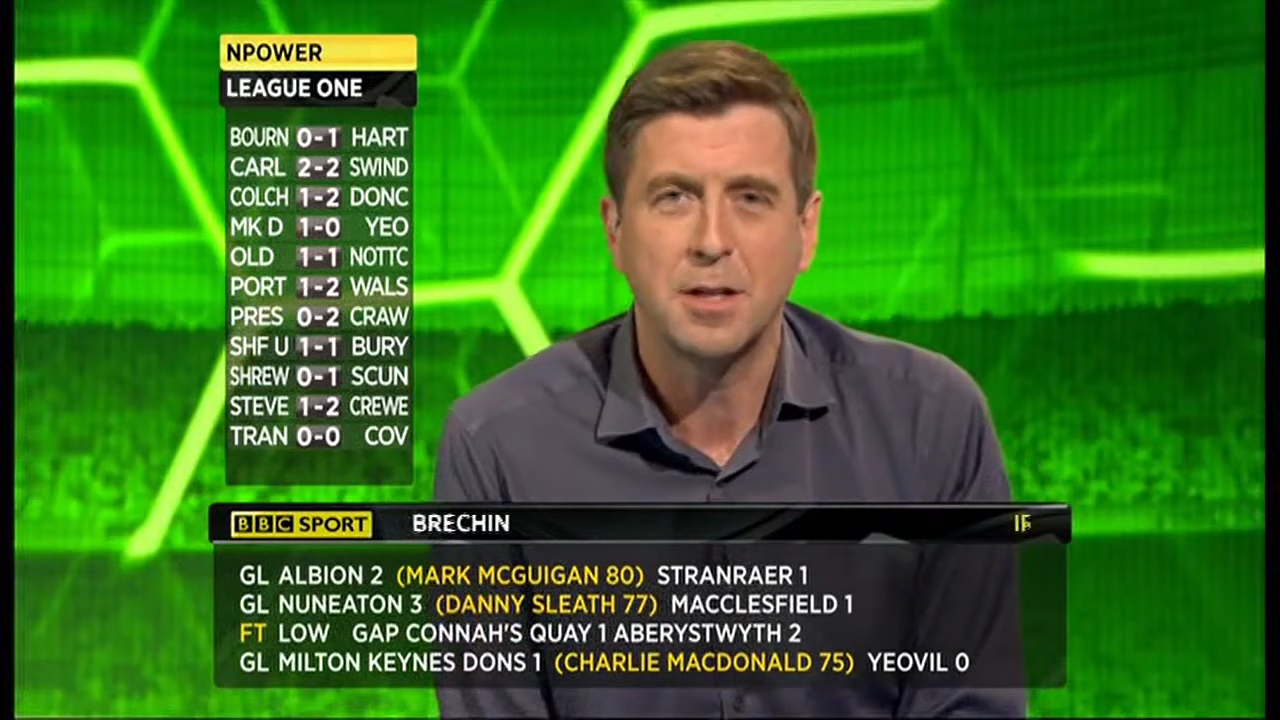 NPOWER
LEAGUE ONE
BOURN 0-1 HART
CARL 2-2 SWIND
COLCH 1-2 DONC
MK D 1-0 YEO
OLD 1-1 NOTTC
PORT 1-2 WALS
PRES 0-2 CRAW
SHF U 1-1 BURY
SHREW 0-1 SCUN
STEVE 1-2 CREWE
TRAN 0-0 COV
BBC SPORT BRECHIN
GL ALBION 2 (MARK MCGUIGAN 80) STRANRAER 1
GL NUNEATON 3 (DANNY SLEATH 77) MACCLESFIELD 1
FT LOW GAP CONNAH'S QUAY 1 ABERYSTWYTH 2
GL MILTON KEYNES DONS 1 (CHARLIE MACDONALD 75) YEOVIL 0